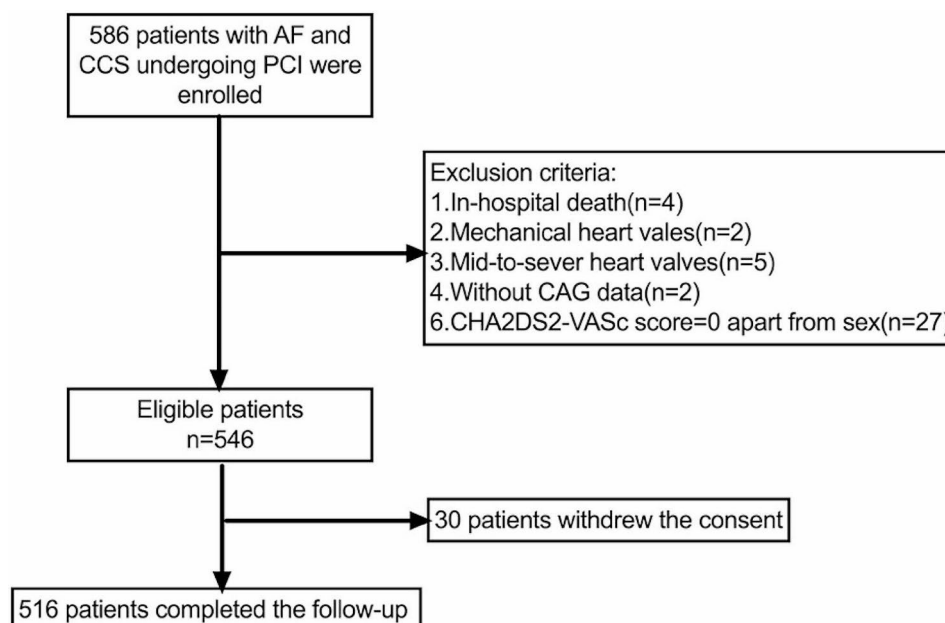 586 patients with AF and
CCS undergoing PCI were
enrolled
Exclusion criteria:
1.In-hospital death(n=4)
2.Mechanical heart vales(n=2)
3.Mid-to-sever heart valves(n=5)
4.Without CAG data(n=2)
6.CHA2DS2-VASc score=0 apart from sex(n=27)
Eligible patients
n=546
30 patients withdrew the consent
516 patients completed the follow-up